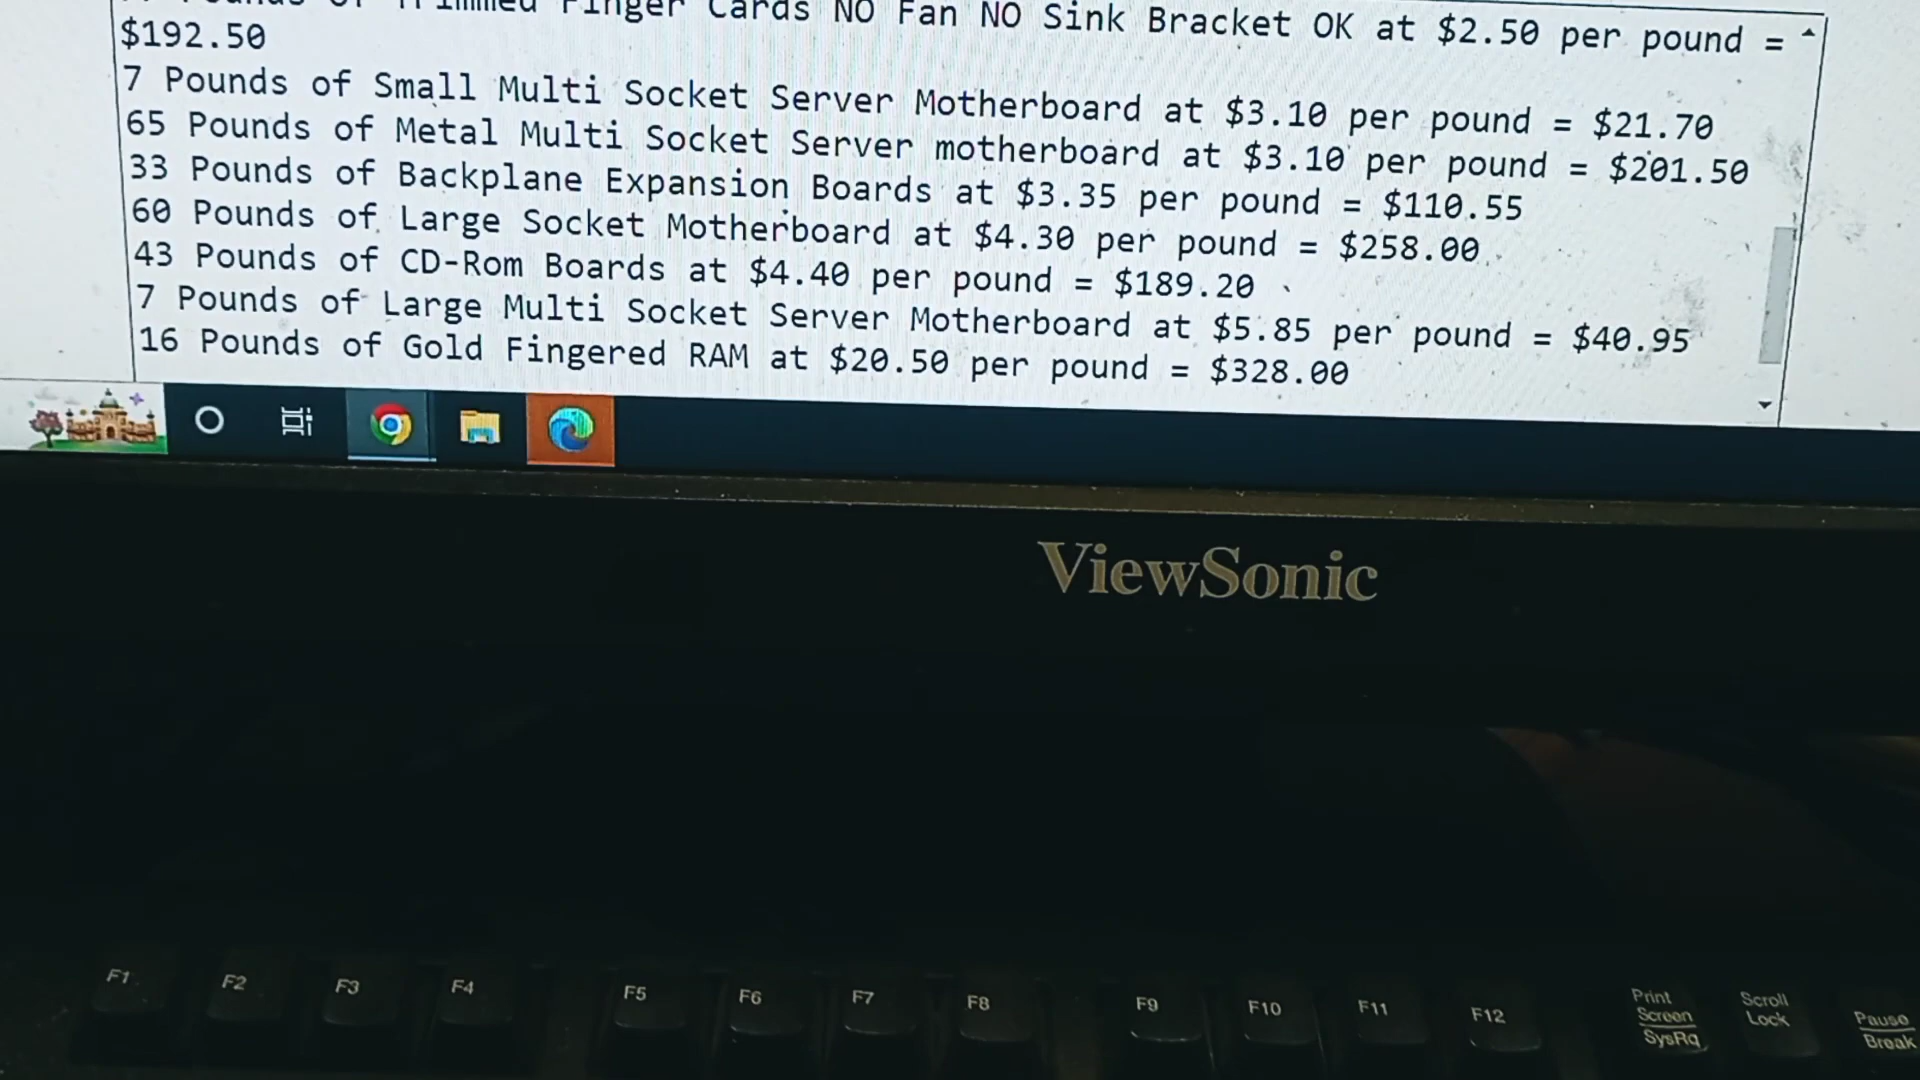 Finger Cards NO Fan NO Sink Bracket OK at $2.50 per pound =
$192.50
7 Pounds of Small Multi Socket Server Motherboard at $3.10 per pound = $21.70
65 Pounds of Metal Multi Socket Server motherboard at $3.10 per pound = $201.50
33 Pounds of Backplane Expansion Boards at $3.35 per pound = $110.55
60 Pounds of Large Socket Motherboard at $4.30 per pound = $258.00
43 Pounds of CD-Rom Boards at $4.40 per pound = $189.20
7 Pounds of Large Multi Socket Server Motherboard at $5.85 per pound = $40.95
16 Pounds of Gold Fingered RAM at $20.50 per pound = $328.00
ViewSonic
F1 F2 F3 F4 F5 F6 F7 F8 F9 F10 F11 F12
Print Screen SysRq
Scroll Lock
Pause Break